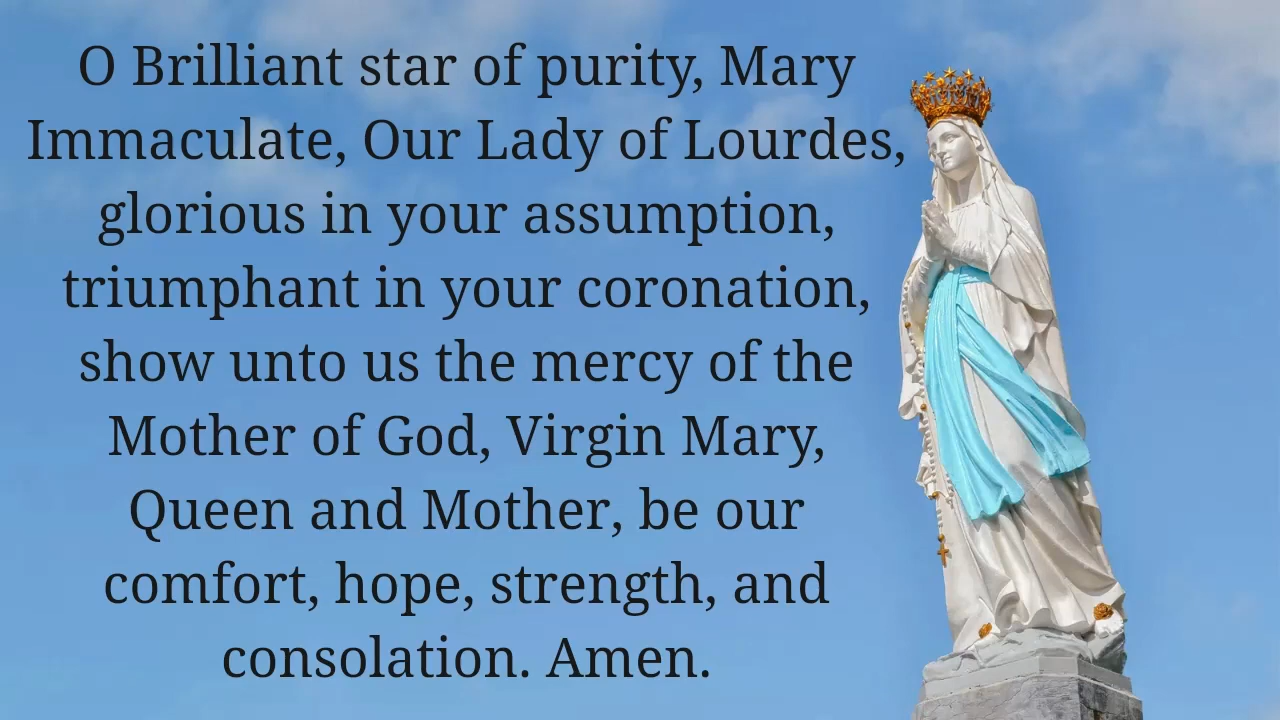 O Brilliant star of purity, Mary
Immaculate, Our Lady of Lourdes,
glorious in your assumption,
triumphant in your coronation,
show unto us the mercy of the
Mother of God, Virgin Mary,
Queen and Mother, be our
comfort, hope, strength, and
consolation. Amen.